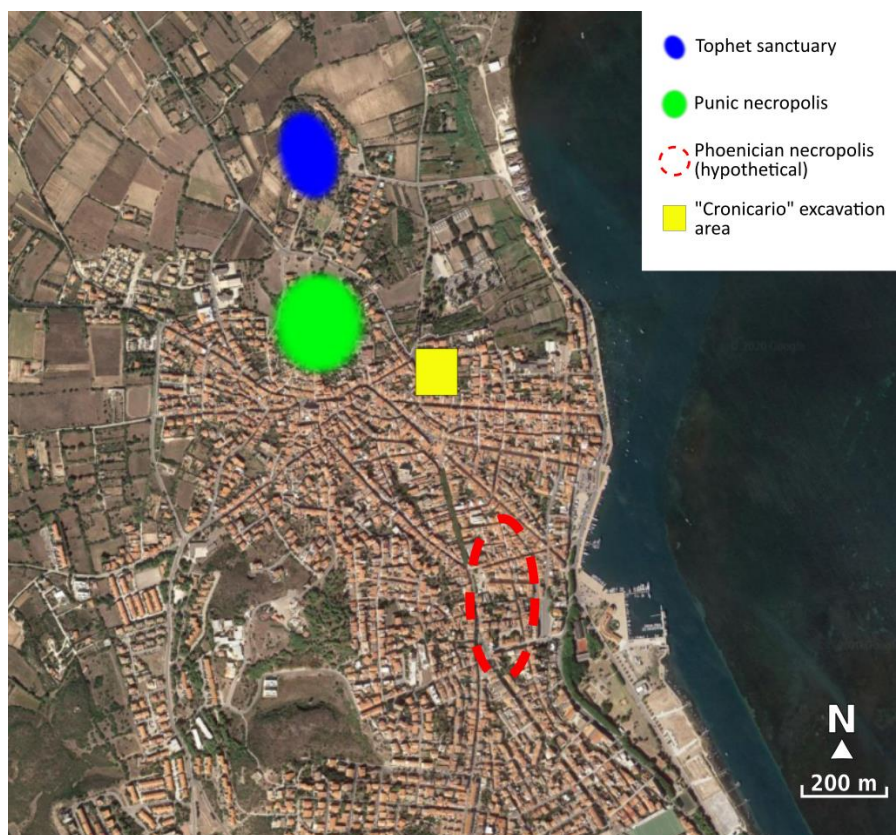 Tophet sanctuary
Punic necropolis
Phoenician necropolis
(hypothetical)
"Cronicario" excavation
area
N
200 m